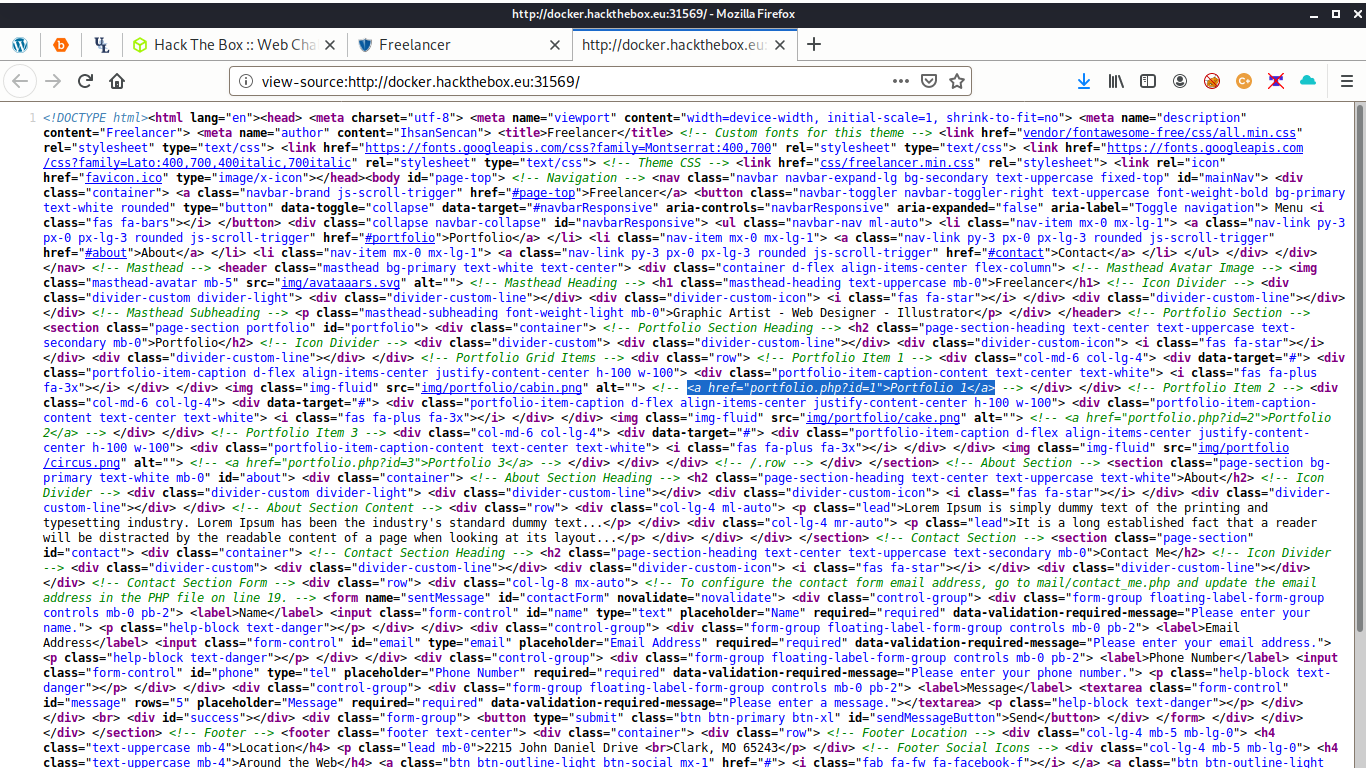 http://docker.hackthebox.eu:31569/ - Mozilla Firefox
Hack The Box :: Web Cha
Freelancer
http://docker.hackthebox.eu:
view-source:http://docker.hackthebox.eu:31569/
1 <!DOCTYPE html><html lang="en"><head> <meta charset="utf-8"> <meta name="viewport" content="width=device-width, initial-scale=1, shrink-to-fit=no"> <meta name="description"
content="Freelancer"> <meta name="author" content="IhsanSencan"> <title>Freelancer</title> <!-- Custom fonts for this theme --> <link href="vendor/fontawesome-free/css/all.min.css"
rel="stylesheet" type="text/css"> <link href="https://fonts.googleapis.com/css?family=Montserrat:400,700" rel="stylesheet" type="text/css"> <link href="https://fonts.googleapis.com
/css?family=Lato:400,700,400italic,700italic" rel="stylesheet" type="text/css"> <!-- Theme CSS --> <link href="css/freelancer.min.css" rel="stylesheet"> <link rel="icon"
href="favicon.ico" type="image/x-icon"></head><body id="page-top"> <!-- Navigation --> <nav class="navbar navbar-expand-lg bg-secondary text-uppercase fixed-top" id="mainNav"> <div
class="container"> <a class="navbar-brand js-scroll-trigger" href="#page-top">Freelancer</a> <button class="navbar-toggler navbar-toggler-right text-uppercase font-weight-bold bg-primary
text-white rounded" type="button" data-toggle="collapse" data-target="#navbarResponsive" aria-controls="navbarResponsive" aria-expanded="false" aria-label="Toggle navigation"> Menu <i
class="fas fa-bars"></i> </button> <div class="collapse navbar-collapse" id="navbarResponsive"> <ul class="navbar-nav ml-auto"> <li class="nav-item mx-0 mx-lg-1"> <a class="nav-link py-3
px-0 px-lg-3 rounded js-scroll-trigger" href="#portfolio">Portfolio</a> </li> <li class="nav-item mx-0 mx-lg-1"> <a class="nav-link py-3 px-0 px-lg-3 rounded js-scroll-trigger"
href="#about">About</a> </li> <li class="nav-item mx-0 mx-lg-1"> <a class="nav-link py-3 px-0 px-lg-3 rounded js-scroll-trigger" href="#contact">Contact</a> </li> </ul> </div> </div>
</nav> <!-- Masthead --> <header class="masthead bg-primary text-white text-center"> <div class="container d-flex align-items-center flex-column"> <!-- Masthead Avatar Image --> <img
class="masthead-avatar mb-5" src="img/avataaars.svg" alt=""> <!-- Masthead Heading --> <h1 class="masthead-heading text-uppercase mb-0">Freelancer</h1> <!-- Icon Divider --> <div
class="divider-custom divider-light"> <div class="divider-custom-line"></div> <div class="divider-custom-icon"> <i class="fas fa-star"></i> </div> <div class="divider-custom-line"></div>
</div> <!-- Masthead Subheading --> <p class="masthead-subheading font-weight-light mb-0">Graphic Artist - Web Designer - Illustrator</p> </div> </header> <!-- Portfolio Section -->
<section class="page-section portfolio" id="portfolio"> <div class="container"> <!-- Portfolio Section Heading --> <h2 class="page-section-heading text-center text-uppercase text-
secondary mb-0">Portfolio</h2> <!-- Icon Divider --> <div class="divider-custom"> <div class="divider-custom-line"></div> <div class="divider-custom-icon"> <i class="fas fa-star"></i>
</div> <div class="divider-custom-line"></div> </div> <!-- Portfolio Grid Items --> <div class="row"> <!-- Portfolio Item 1 --> <div class="col-md-6 col-lg-4"> <div data-target="#"> <div
class="portfolio-item-caption d-flex align-items-center justify-content-center h-100 w-100"> <div class="portfolio-item-caption-content text-center text-white"> <i class="fas fa-plus
fa-3x"></i> </div> </div> <img class="img-fluid" src="img/portfolio/cabin.png" alt=""> <!-- <a href="portfolio.php?id=1">Portfolio 1</a> --> </div> </div> <!-- Portfolio Item 2 --> <div
class="col-md-6 col-lg-4"> <div data-target="#"> <div class="portfolio-item-caption d-flex align-items-center justify-content-center h-100 w-100"> <div class="portfolio-item-caption-
content text-center text-white"> <i class="fas fa-plus fa-3x"></i> </div> </div> <img class="img-fluid" src="img/portfolio/cake.png" alt=""> <!-- <a href="portfolio.php?id=2">Portfolio
2</a> --> </div> </div> <!-- Portfolio Item 3 --> <div class="col-md-6 col-lg-4"> <div data-target="#"> <div class="portfolio-item-caption d-flex align-items-center justify-content-
center h-100 w-100"> <div class="portfolio-item-caption-content text-center text-white"> <i class="fas fa-plus fa-3x"></i> </div> </div> <img class="img-fluid" src="img/portfolio
/circus.png" alt=""> <!-- <a href="portfolio.php?id=3">Portfolio 3</a> --> </div> </div> </div> <!-- /.row --> </div> </section> <!-- About Section --> <section class="page-section bg-
primary text-white mb-0" id="about"> <div class="container"> <!-- About Section Heading --> <h2 class="page-section-heading text-center text-uppercase text-white">About</h2> <!-- Icon
Divider --> <div class="divider-custom divider-light"> <div class="divider-custom-line"></div> <div class="divider-custom-icon"> <i class="fas fa-star"></i> </div> <div class="divider-
custom-line"></div> </div> <!-- About Section Content --> <div class="row"> <div class="col-lg-4 ml-auto"> <p class="lead">Lorem Ipsum is simply dummy text of the printing and
typesetting industry. Lorem Ipsum has been the industry's standard dummy text...</p> </div> <div class="col-lg-4 mr-auto"> <p class="lead">It is a long established fact that a reader
will be distracted by the readable content of a page when looking at its layout...</p> </div> </div> </div> </section> <!-- Contact Section --> <section class="page-section"
id="contact"> <div class="container"> <!-- Contact Section Heading --> <h2 class="page-section-heading text-center text-uppercase text-secondary mb-0">Contact Me</h2> <!-- Icon Divider
--> <div class="divider-custom"> <div class="divider-custom-line"></div> <div class="divider-custom-icon"> <i class="fas fa-star"></i> </div> <div class="divider-custom-line"></div>
</div> <!-- Contact Section Form --> <div class="row"> <div class="col-lg-8 mx-auto"> <!-- To configure the contact form email address, go to mail/contact_me.php and update the email
address in the PHP file on line 19. --> <form name="sentMessage" id="contactForm" novalidate="novalidate"> <div class="control-group"> <div class="form-group floating-label-form-group
controls mb-0 pb-2"> <label>Name</label> <input class="form-control" id="name" type="text" placeholder="Name" required="required" data-validation-required-message="Please enter your
name."> <p class="help-block text-danger"></p> </div> </div> <div class="control-group"> <div class="form-group floating-label-form-group controls mb-0 pb-2"> <label>Email
Address</label> <input class="form-control" id="email" type="email" placeholder="Email Address" required="required" data-validation-required-message="Please enter your email address.">
<p class="help-block text-danger"></p> </div> </div> <div class="control-group"> <div class="form-group floating-label-form-group controls mb-0 pb-2"> <label>Phone Number</label> <input
class="form-control" id="phone" type="tel" placeholder="Phone Number" required="required" data-validation-required-message="Please enter your phone number."> <p class="help-block text-
danger"></p> </div> </div> <div class="control-group"> <div class="form-group floating-label-form-group controls mb-0 pb-2"> <label>Message</label> <textarea class="form-control"
id="message" rows="5" placeholder="Message" required="required" data-validation-required-message="Please enter a message."></textarea> <p class="help-block text-danger"></p> </div>
</div> <br> <div id="success"></div> <div class="form-group"> <button type="submit" class="btn btn-primary btn-xl" id="sendMessageButton">Send</button> </div> </form> </div> </div>
</div> </section> <!-- Footer --> <footer class="footer text-center"> <div class="container"> <div class="row"> <!-- Footer Location --> <div class="col-lg-4 mb-5 mb-lg-0"> <h4
class="text-uppercase mb-4">Location</h4> <p class="lead mb-0">2215 John Daniel Drive <br>Clark, MO 65243</p> </div> <!-- Footer Social Icons --> <div class="col-lg-4 mb-5 mb-lg-0"> <h4
class="text-uppercase mb-4">Around the Web</h4> <a class="btn btn-outline-light btn-social mx-1" href="#"> <i class="fab fa-fw fa-facebook-f"></i> </a> <a class="btn btn-outline-light